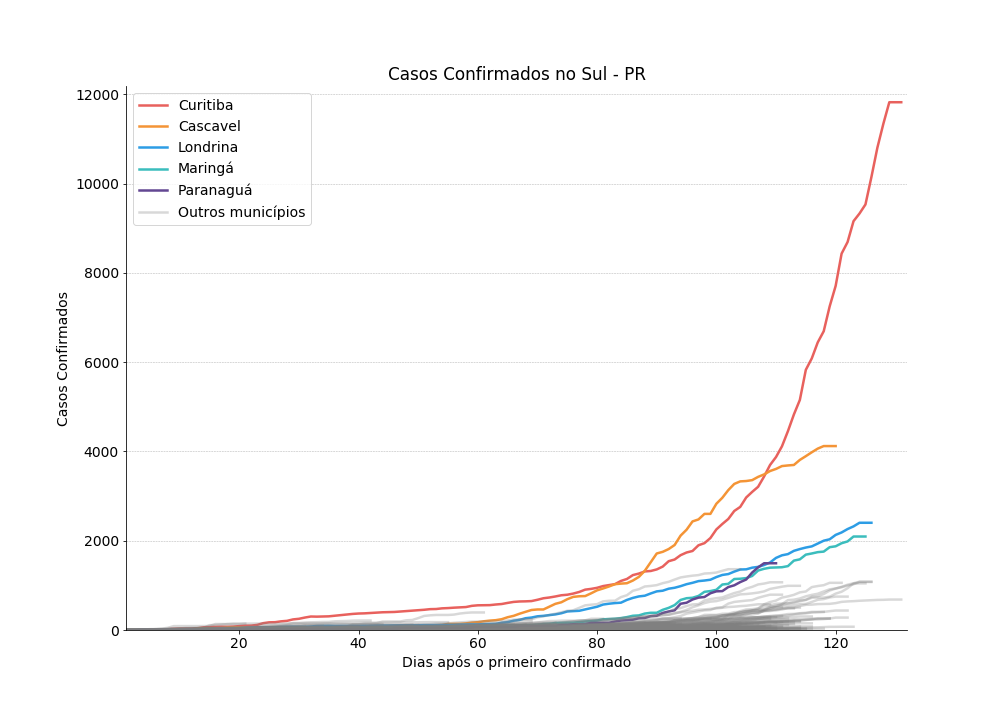 Casos Confirmados no Sul - PR
12000
10000
8000
6000
4000
2000
0
Casos Confirmados
Curitiba
Cascavel
Londrina
Maringá
Paranaguá
Outros municípios
20
40
60
80
100
120
Dias após o primeiro confirmado